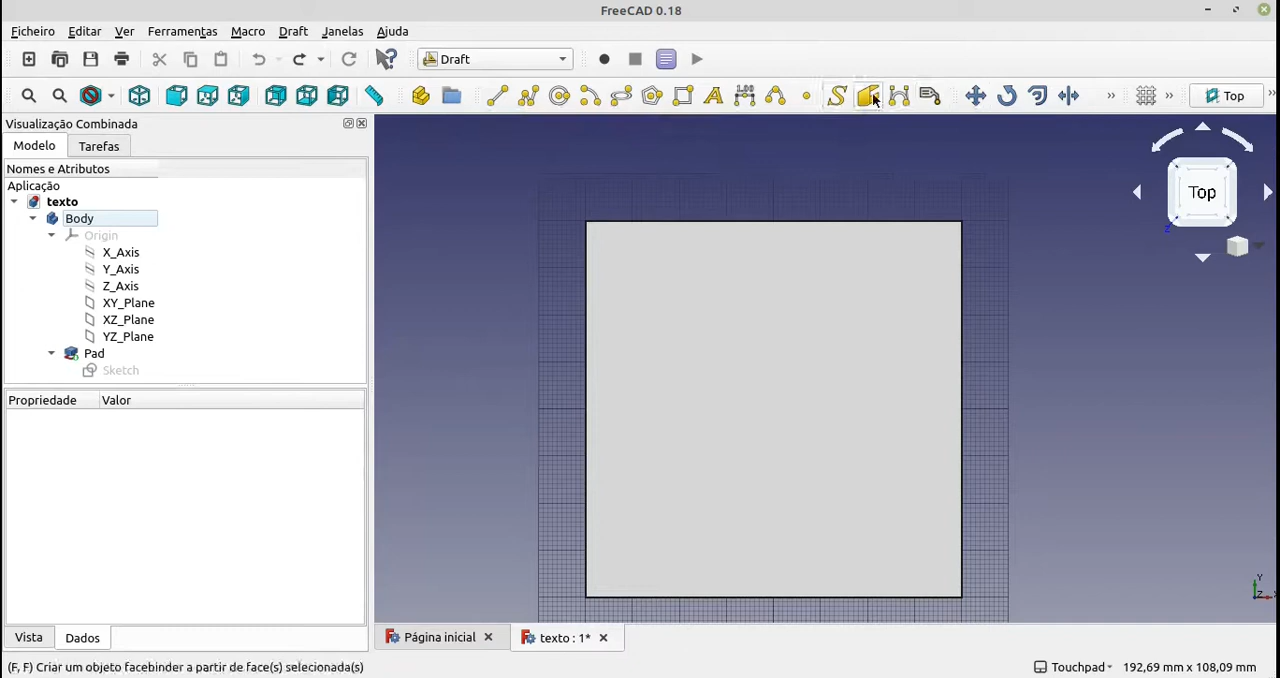 FreeCAD 0.18
Ficheiro Editar Ver Ferramentas Macro Draft Janelas Ajuda
Draft
Top
Visualização Combinada
Modelo Tarefas
Nomes e Atributos
Aplicação
texto
Body
Origin
X_Axis
Y_Axis
Z_Axis
XY_Plane
XZ_Plane
YZ_Plane
Pad
Sketch
Propriedade Valor
Vista Dados
Top
Z
Y
Z
X
Página inicial
texto : 1*
(F, F) Criar um objeto facebinder a partir de face(s) selecionada(s)
Touchpad 192,69 mm x 108,09 mm